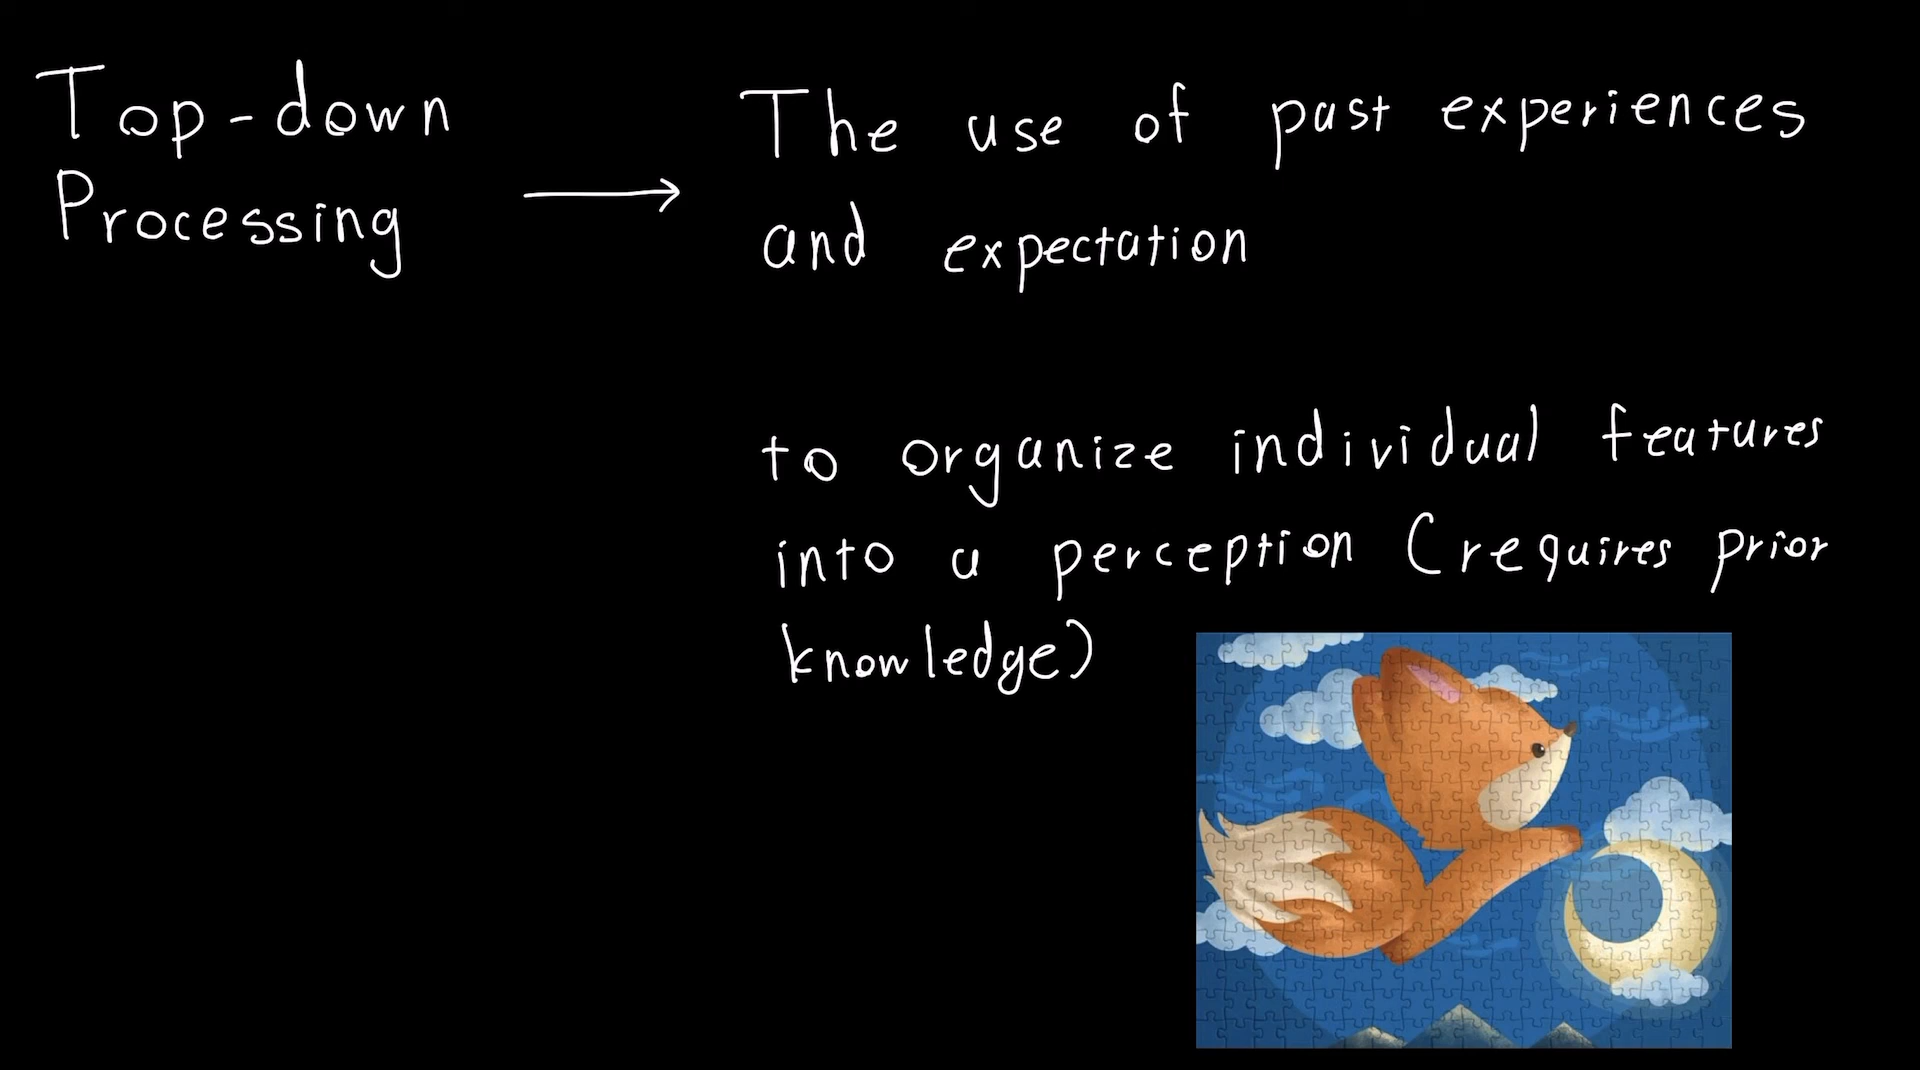 Top-down
Processing
The use of past experiences
and expectation
to organize individual features
into a perception (requires prior
knowledge)